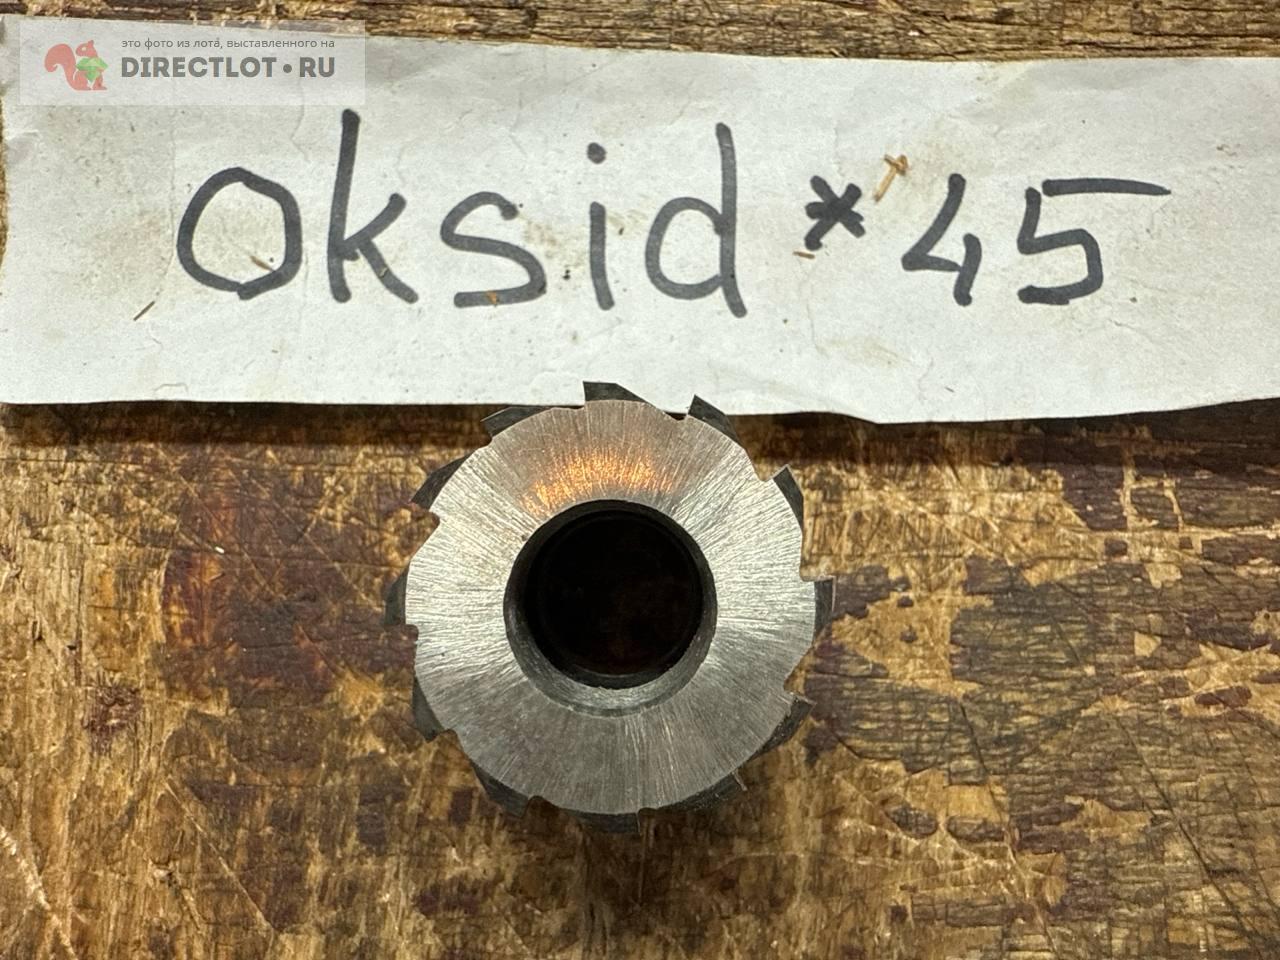 это фото из лота, выставленного на
DIRECTLOT•RU
oksid*45